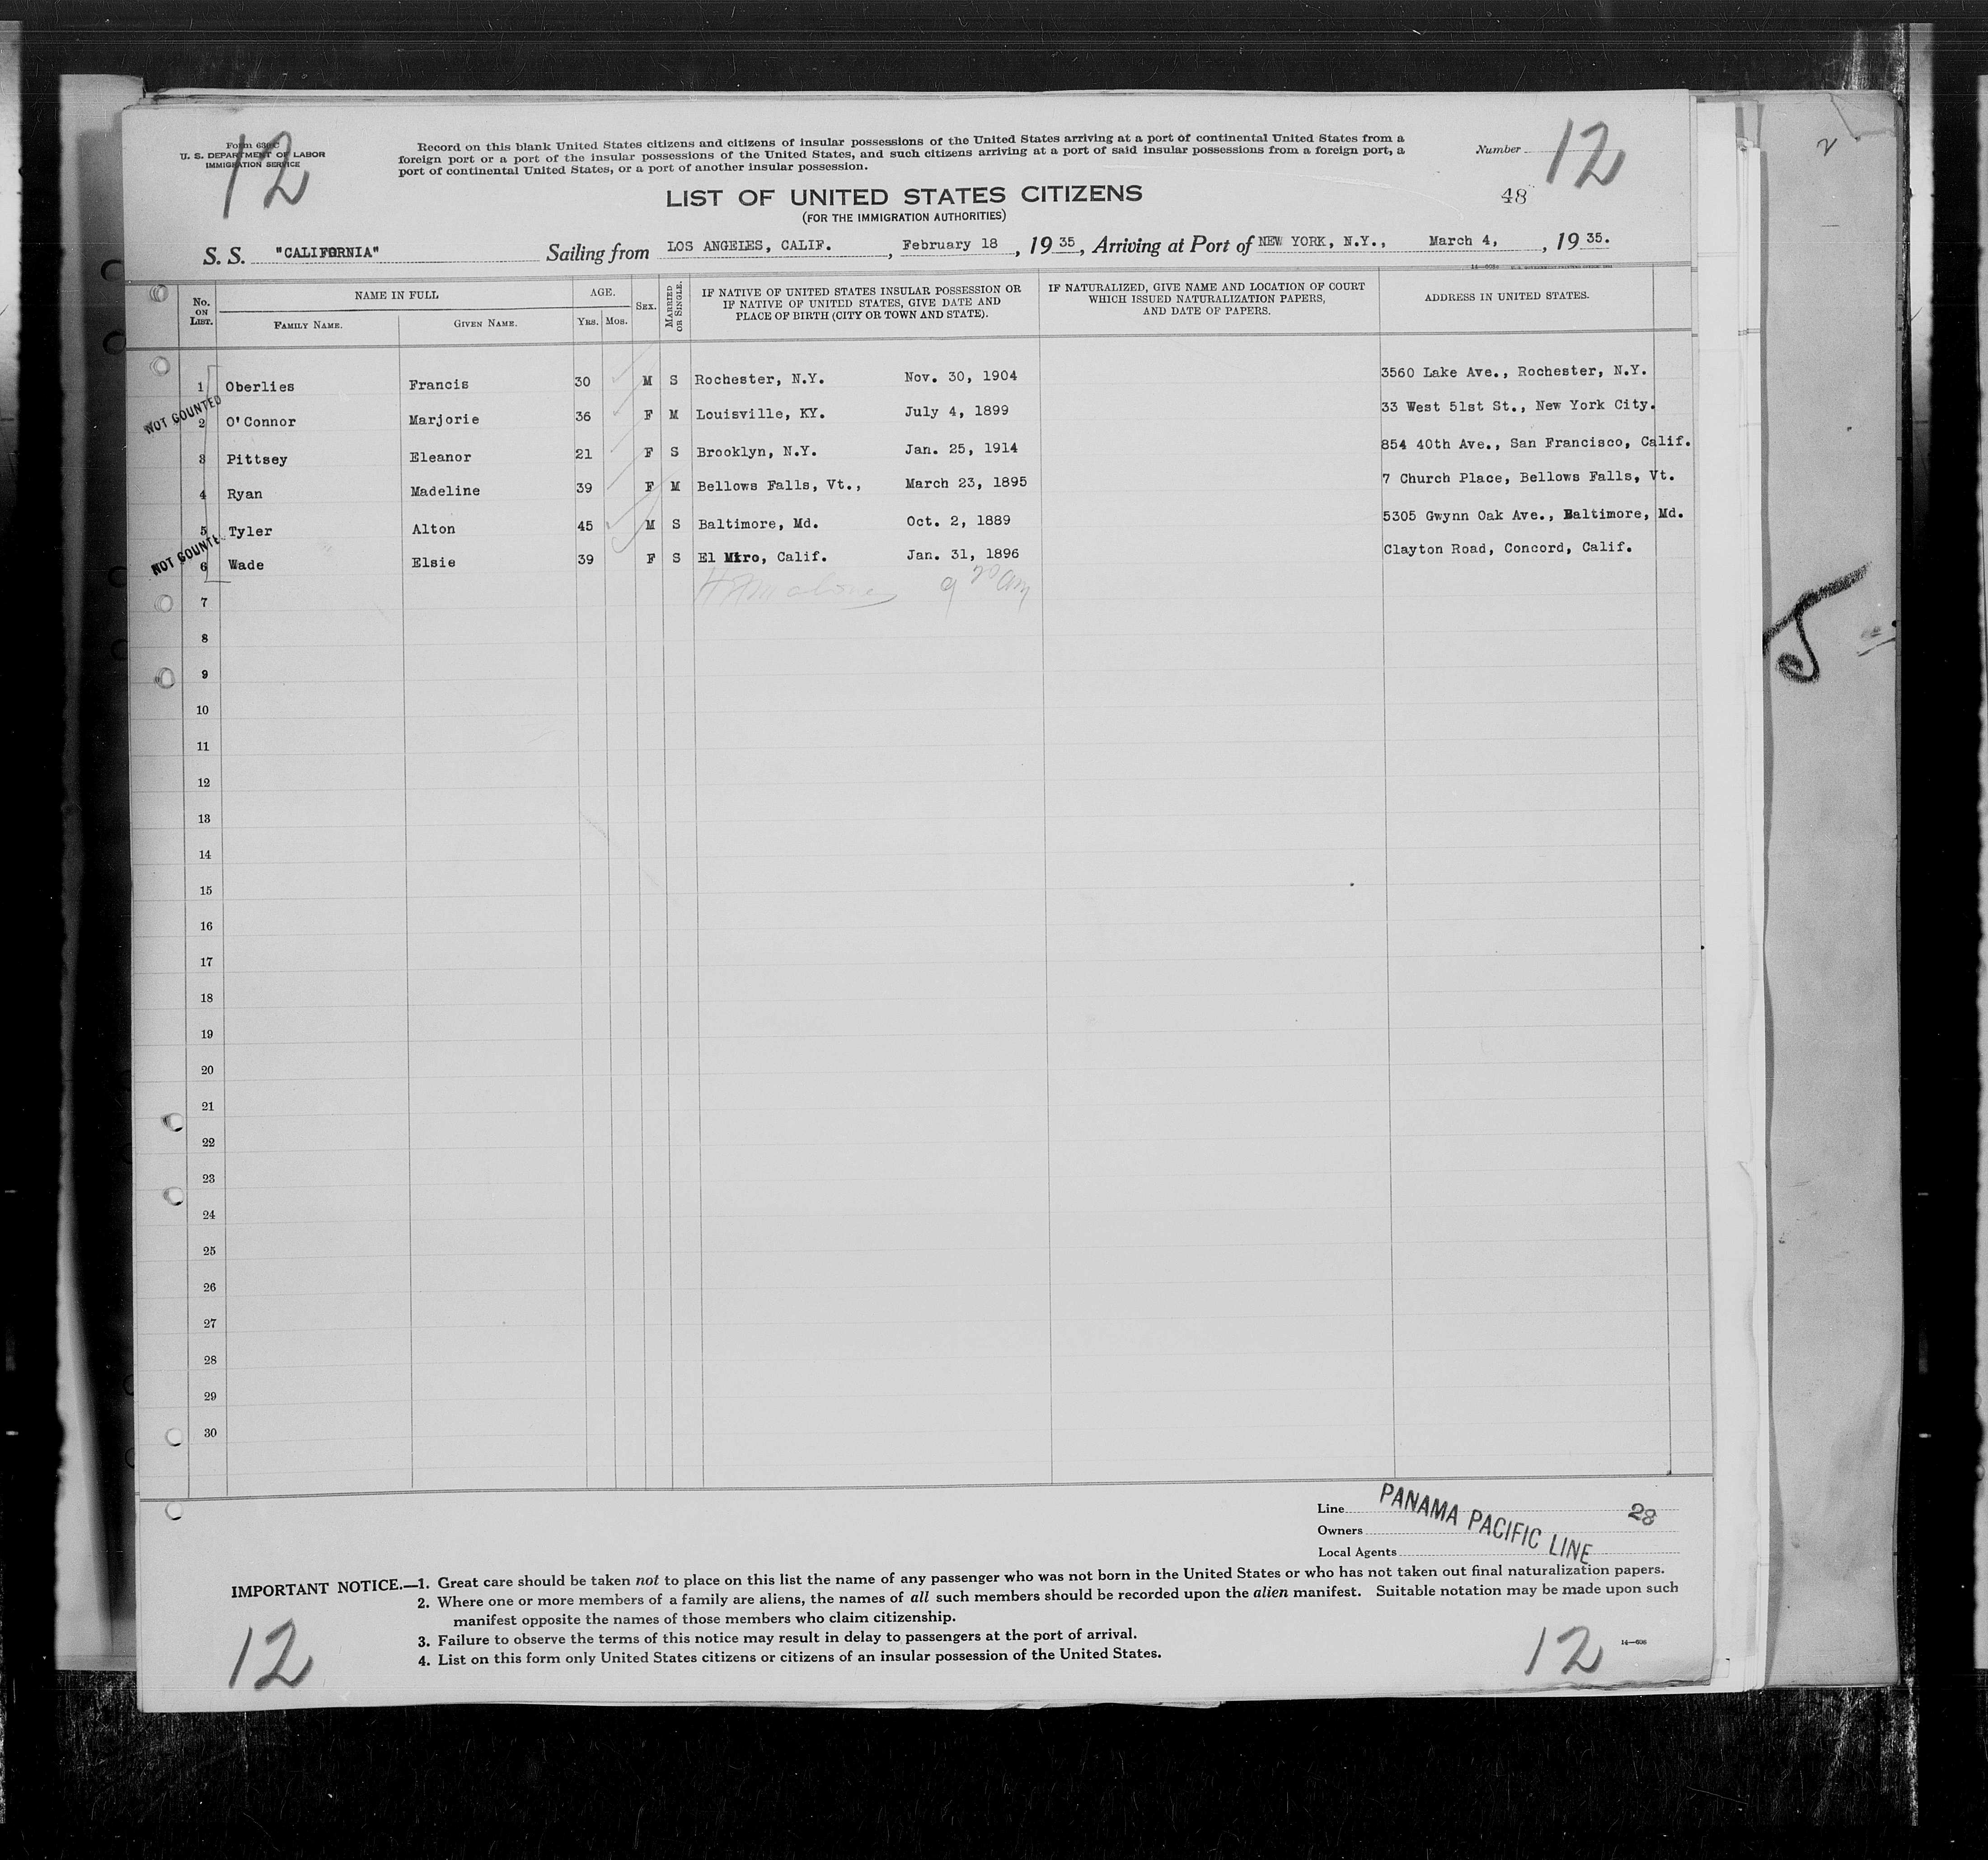 12
Form 630 C
U. S. DEPARTMENT OF LABOR
IMMIGRATION SERVICE
Record on this blank United States citizens and citizens of insular possessions of the United States arriving at a port of continental United States from a
foreign port or a port of the insular possessions of the United States, and such citizens arriving at a port of said insular possessions from a foreign port, a
port of continental United States, or a port of another insular possession.
Number 12
48
LIST OF UNITED STATES CITIZENS
(FOR THE IMMIGRATION AUTHORITIES)
S. S. "CALIFORNIA" Sailing from LOS ANGELES, CALIF. , February 18 , 19 35, Arriving at Port of NEW YORK, N.Y., March 4, , 19 35.
No. ON LIST. NAME IN FULL FAMILY NAME. GIVEN NAME. AGE. YRS. MOS. SEX. MARRIED OR SINGLE. IF NATIVE OF UNITED STATES INSULAR POSSESSION OR IF NATIVE OF UNITED STATES, GIVE DATE AND PLACE OF BIRTH (CITY OR TOWN AND STATE). IF NATURALIZED, GIVE NAME AND LOCATION OF COURT WHICH ISSUED NATURALIZATION PAPERS, AND DATE OF PAPERS. ADDRESS IN UNITED STATES.
1 Oberlies Francis 30 M S Rochester, N.Y. Nov. 30, 1904 3560 Lake Ave., Rochester, N.Y.
NOT COUNTED
2 O'Connor Marjorie 36 F M Louisville, KY. July 4, 1899 33 West 51st St., New York City.
3 Pittsey Eleanor 21 F S Brooklyn, N.Y. Jan. 25, 1914 854 40th Ave., San Francisco, Calif.
4 Ryan Madeline 39 F M Bellows Falls, Vt., March 23, 1895 7 Church Place, Bellows Falls, Vt.
5 Tyler Alton 45 M S Baltimore, Md. Oct. 2, 1889 5305 Gwynn Oak Ave., Baltimore, Md.
NOT COUNTE
6 Wade Elsie 39 F S El Miro, Calif. Jan. 31, 1896 Clayton Road, Concord, Calif.
9 20 am
7
8
9
10
11
12
13
14
15
16
17
18
19
20
21
22
23
24
25
26
27
28
29
30
Line
Owners
Local Agents
PANAMA PACIFIC LINE
28
IMPORTANT NOTICE.—1. Great care should be taken not to place on this list the name of any passenger who was not born in the United States or who has not taken out final naturalization papers.
2. Where one or more members of a family are aliens, the names of all such members should be recorded upon the alien manifest. Suitable notation may be made upon such
manifest opposite the names of those members who claim citizenship.
3. Failure to observe the terms of this notice may result in delay to passengers at the port of arrival.
4. List on this form only United States citizens or citizens of an insular possession of the United States.
12
12
14—606
5